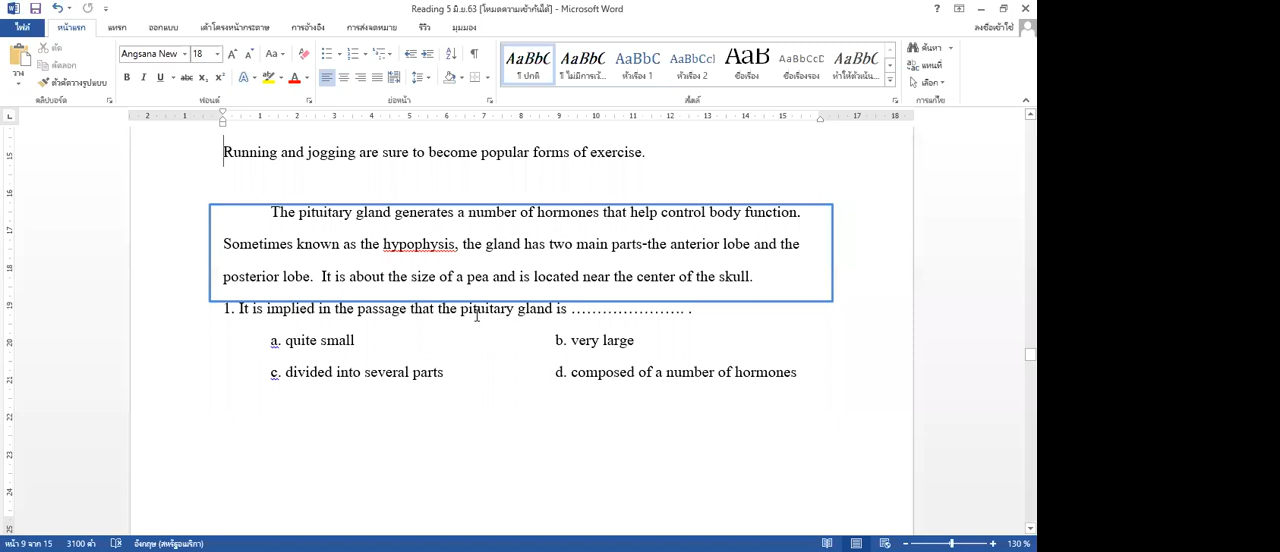 Reading 5 มิ.ย.63 [โหมดความเข้ากันได้] - Microsoft Word
ไฟล์ หน้าแรก แทรก ออกแบบ เค้าโครงหน้ากระดาษ การอ้างอิง การส่งจดหมาย รีวิว มุมมอง ลงชื่อเข้าใช้
วาง ตัด คัดลอก ตัวคัดวางรูปแบบ
Angsana New 18
AaBbC AaBbC AaBbC AaBbCcl AaB AaBbCcD AaBbC
ปกติ หัวเรื่อง 1 หัวเรื่อง 2 ชื่อเรื่อง ชื่อเรื่องรอง
ค้นหา แทนที่ เลือก
คลิปบอร์ด ฟอนต์ ย่อหน้า สไตล์ การแก้ไข
Running and jogging are sure to become popular forms of exercise.
The pituitary gland generates a number of hormones that help control body function.
Sometimes known as the hypophysis, the gland has two main parts-the anterior lobe and the
posterior lobe. It is about the size of a pea and is located near the center of the skull.
1. It is implied in the passage that the pituitary gland is ………………….. .
a. quite small b. very large
c. divided into several parts d. composed of a number of hormones
หน้า 9 จาก 15 3100 คำ อังกฤษ (สหรัฐอเมริกา) 130 %